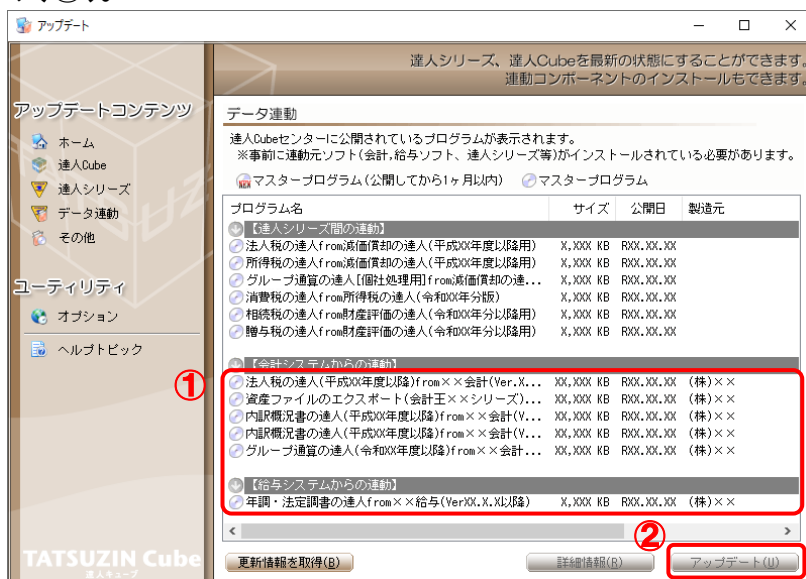 アップデート
達人シリーズ、達人Cubeを最新の状態にすることができます。
連動コンポーネントのインストールもできます。
アップデートコンテンツ
ホーム
達人Cube
達人シリーズ
データ連動
その他
ユーティリティ
オプション
ヘルプトピック
データ連動
達人Cubeセンターに公開されているプログラムが表示されます。
※事前に連動元ソフト(会計,給与ソフト、達人シリーズ等)がインストールされている必要があります。
マスタープログラム(公開してから1ヶ月以内) マスタープログラム
プログラム名 サイズ 公開日 製造元
【達人シリーズ間の連動】
法人税の達人from減価償却の達人(平成XX年度以降用) X,XXX KB RXX.XX.XX
所得税の達人from減価償却の達人(平成XX年度以降用) X,XXX KB RXX.XX.XX
グループ通算の達人[個社処理用]from減価償却の達... X,XXX KB RXX.XX.XX
消費税の達人from所得税の達人(令和XX年分版) X,XXX KB RXX.XX.XX
相続税の達人from財産評価の達人(令和XX年分以降用) X,XXX KB RXX.XX.XX
贈与税の達人from財産評価の達人(令和XX年分以降用) X,XXX KB RXX.XX.XX
【会計システムからの連動】
①
法人税の達人(平成XX年度以降)from××会計(Ver.X... XX,XXX KB RXX.XX.XX (株)××
資産ファイルのエクスポート(会計王××シリーズ)... XX,XXX KB RXX.XX.XX (株)××
内訳概況書の達人(平成XX年度以降)from××会計(V... XX,XXX KB RXX.XX.XX (株)××
内訳概況書の達人(平成XX年度以降)from××会計(V... XX,XXX KB RXX.XX.XX (株)××
グループ通算の達人(令和XX年度以降)from××会計... XX,XXX KB RXX.XX.XX (株)××
【給与システムからの連動】
年調・法定調書の達人from××給与(VerXX.X.X以降) X,XXX KB RXX.XX.XX (株)××
②
更新情報を取得(B) 詳細情報(R) アップデート(U)
TATSUZIN Cube
達人キューブ